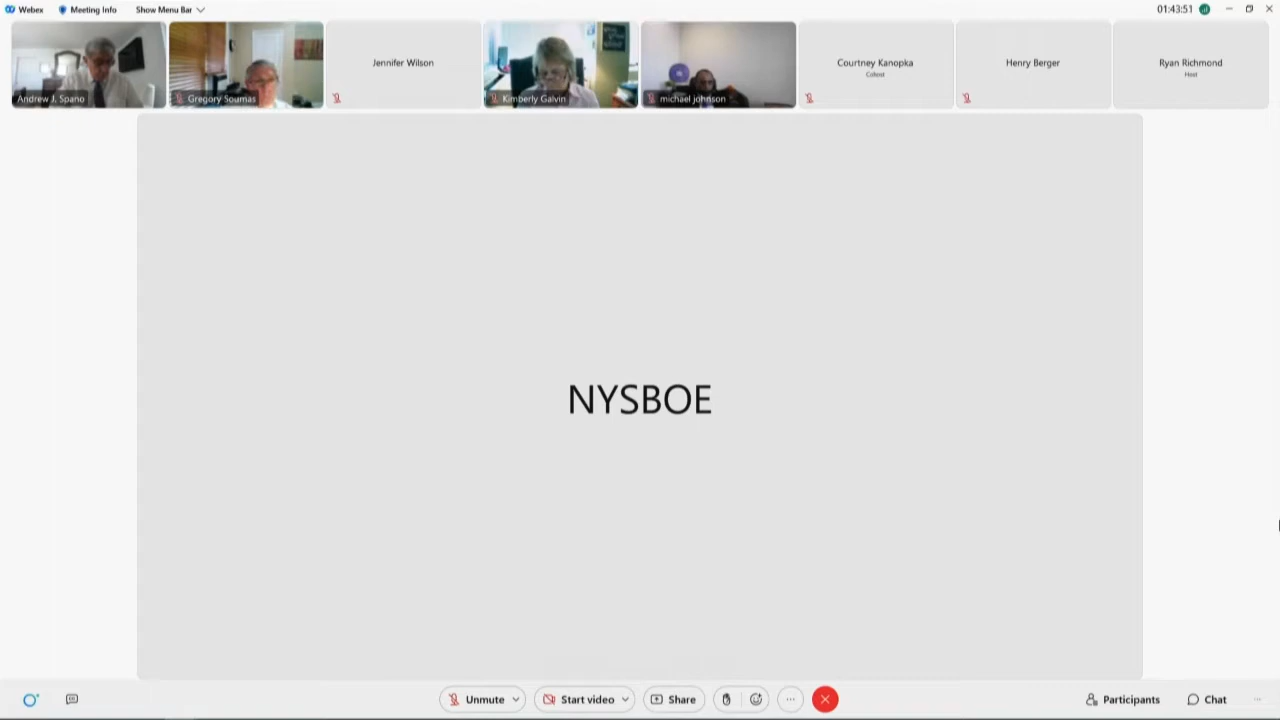 Webex Meeting Info Show Menu Bar 01:43:51
Andrew J. Spano
Gregory Soumas
Jennifer Wilson
Kimberly Galvin
michael johnson
Courtney Kanopka
Cohost
Henry Berger
Ryan Richmond
Host
NYSBOE
Unmute Start video Share Participants Chat